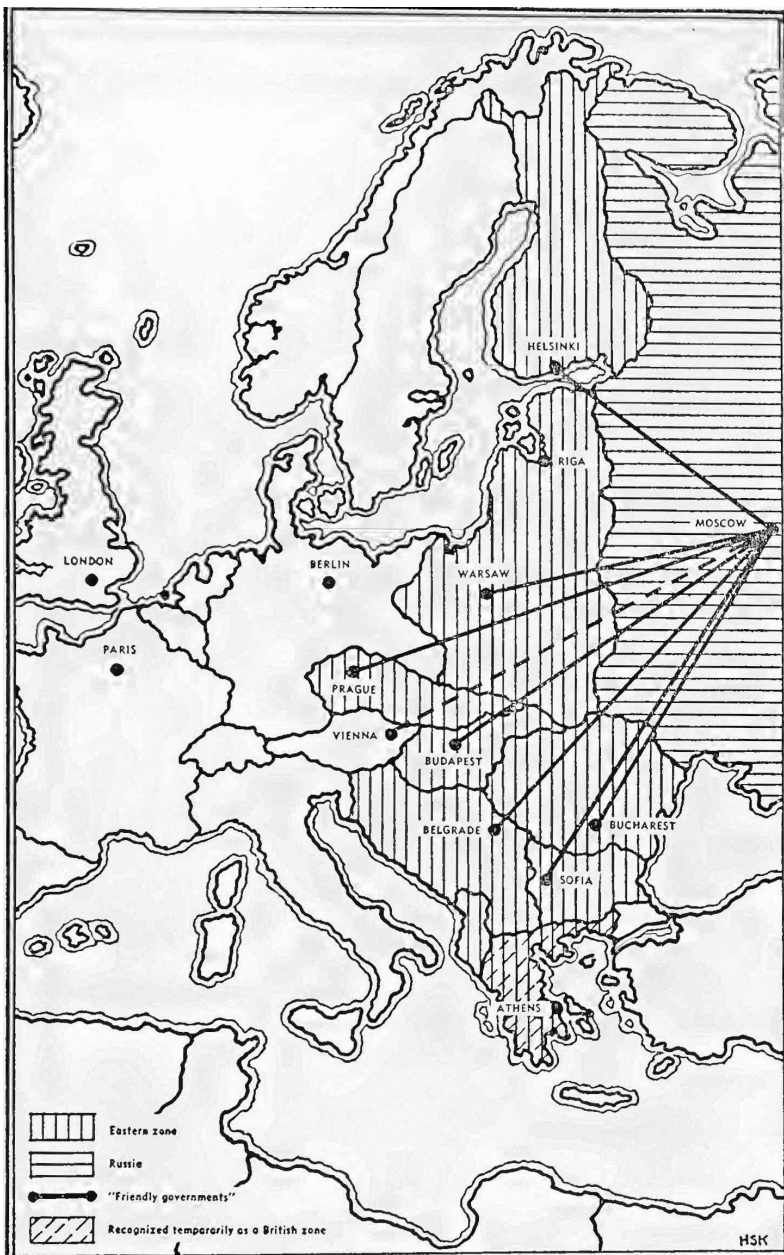 HELSINKI
RIGA
MOSCOW
LONDON
BERLIN
WARSAW
PARIS
PRAGUE
VIENNA
BUDAPEST
BELGRADE
BUCHAREST
SOFIA
ATHENS
Eastern zone
Russie
"Friendly governments"
Recognized temporarily as a British zone
HSK